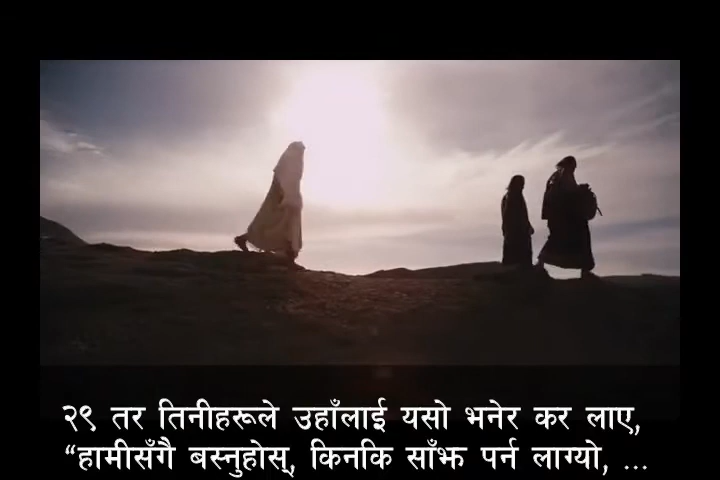 २९ तर तिनीहरूले उहाँलाई यसो भनेर कर लाए,
“हामीसँगै बस्नुहोस्, किनकि साँझ पर्न लाग्यो, ...